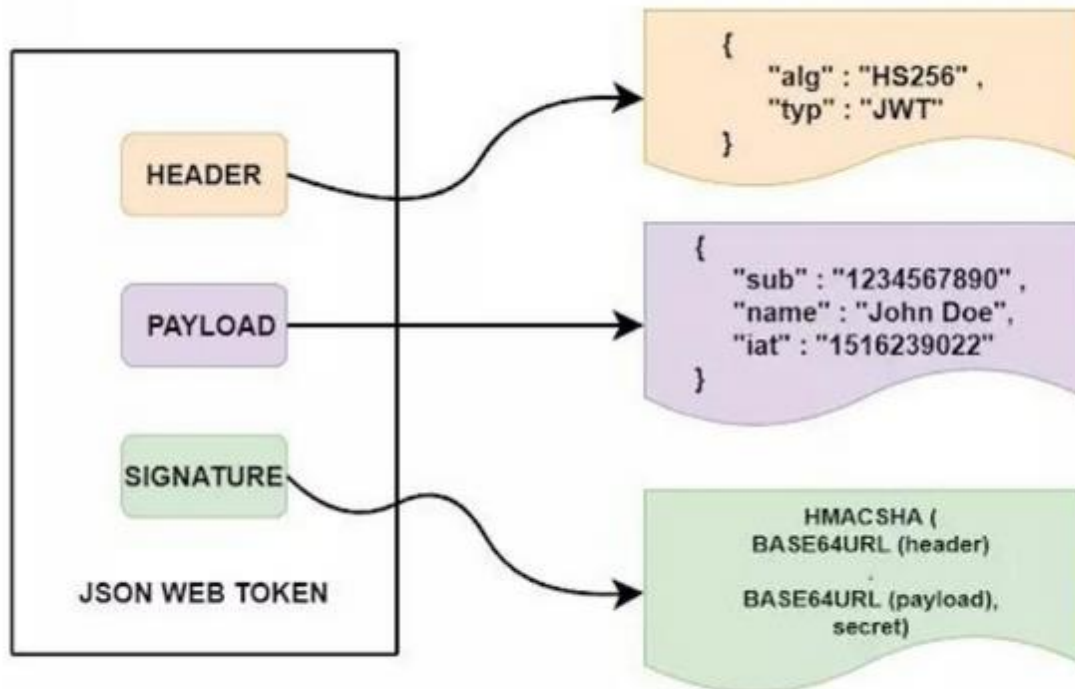 HEADER
PAYLOAD
SIGNATURE
JSON WEB TOKEN
{
"alg" : "HS256" ,
"typ" : "JWT"
}
{
"sub" : "1234567890" ,
"name" : "John Doe",
"iat" : "1516239022"
}
HMACSHA (
BASE64URL (header)
.
BASE64URL (payload),
secret)